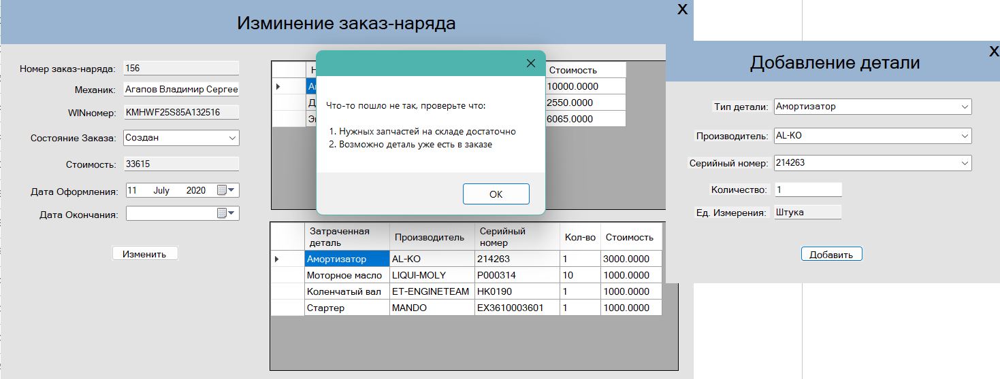 Изминение заказ-наряда
X
Номер заказ-наряда: 156
Механик: Агапов Владимир Сергее
WINномер: KMHWF25S85A132516
Состояние Заказа: Создан
Стоимость: 33615
Дата Оформления: 11 July 2020
Дата Окончания:
Изменить
Стоимость
10000.0000
2550.0000
6065.0000
Что-то пошло не так, проверьте что:
1. Нужных запчастей на складе достаточно
2. Возможно деталь уже есть в заказе
OK
Затраченная деталь Производитель Серийный номер Кол-во Стоимость
Амортизатор AL-KO 214263 1 3000.0000
Моторное масло LIQUI-MOLY P000314 10 1000.0000
Коленчатый вал ET-ENGINETEAM HK0190 1 1000.0000
Стартер MANDO EX3610003601 1 1000.0000
X
Добавление детали
Тип детали: Амортизатор
Производитель: AL-KO
Серийный номер: 214263
Количество: 1
Ед. Измерения: Штука
Добавить